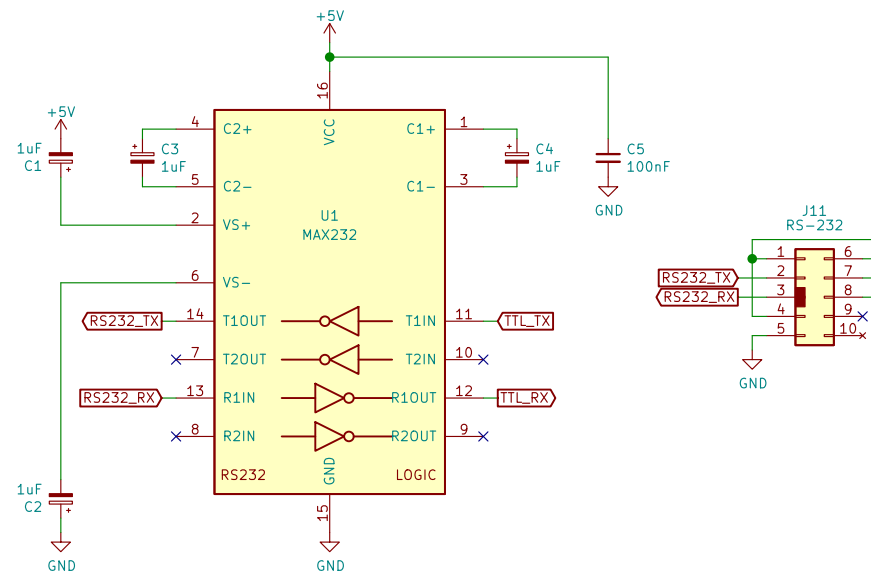 +5V
16
VCC
+5V
1uF
C1
+
4
C2+
+
C3
1uF
5
C2-
C1+
1
+
C4
1uF
C1-
3
C5
100nF
GND
2
VS+
U1
MAX232
6
VS-
RS232_TX
14
T1OUT
T1IN
11
TTL_TX
7
T2OUT
T2IN
10
RS232_RX
13
R1IN
R1OUT
12
TTL_RX
8
R2IN
R2OUT
9
GND
RS232
LOGIC
15
GND
1uF
C2
+
GND
J11
RS-232
1
6
RS232_TX
2
7
RS232_RX
3
8
4
9
5
10
GND